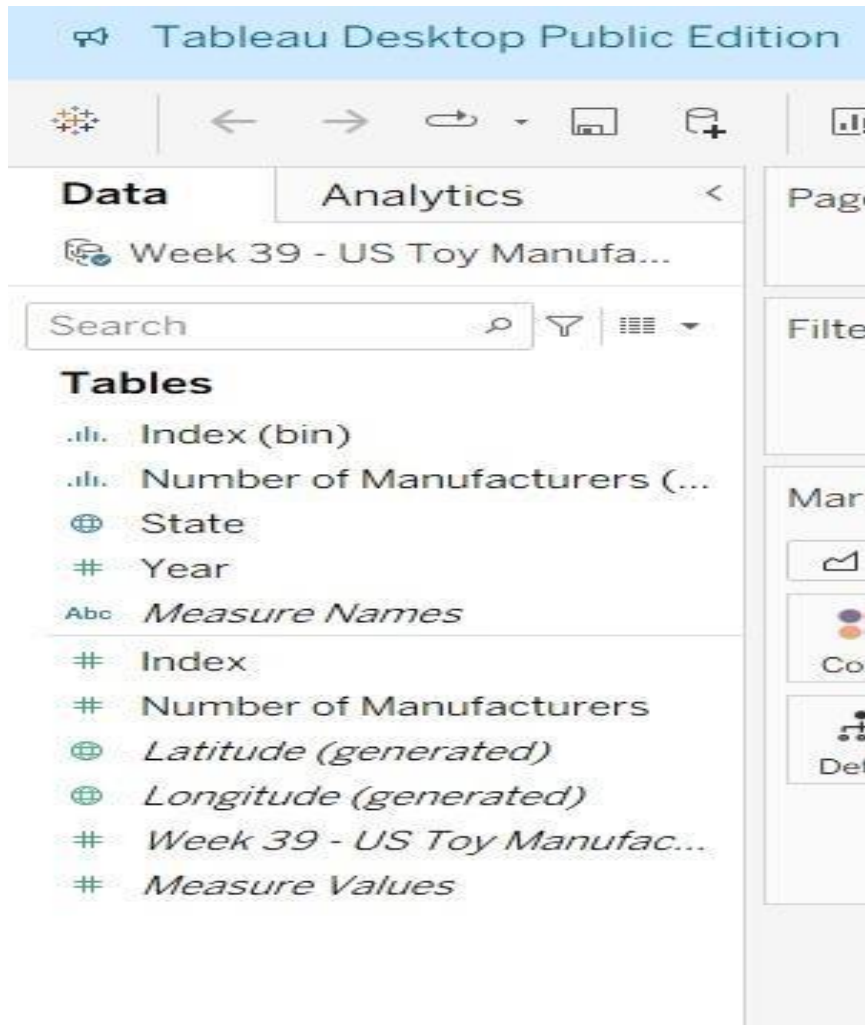 Tableau Desktop Public Edition
Data
Analytics
Week 39 - US Toy Manufa...
Search
Tables
Index (bin)
Number of Manufacturers (...
State
Year
Abc Measure Names
Index
Number of Manufacturers
Latitude (generated)
Longitude (generated)
Week 39 - US Toy Manufac...
Measure Values
Page
Filte
Mar
Co
Det